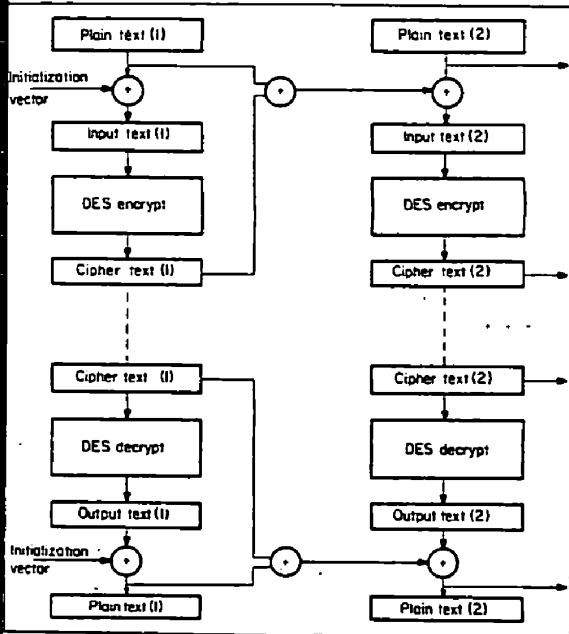 Plain text (1)
Plain text (2)
Initialization
vector
+
+
+
Input text (1)
Input text (2)
DES encrypt
DES encrypt
Cipher text (1)
Cipher text (2)
Cipher text (1)
Cipher text (2)
DES decrypt
DES decrypt
Output text (1)
Output text (2)
Initialization
vector
+
+
+
Plain text (1)
Plain text (2)